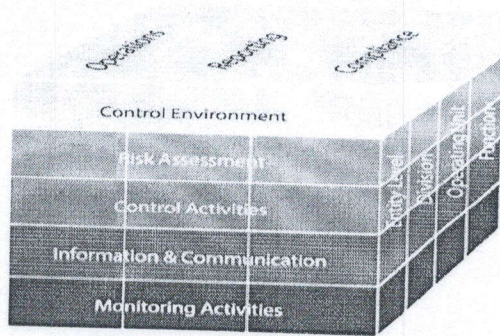 Operations
Reporting
Compliance
Control Environment
Risk Assessment
Control Activities
Information & Communication
Monitoring Activities
Entity Level
Division
Operating Unit
Function